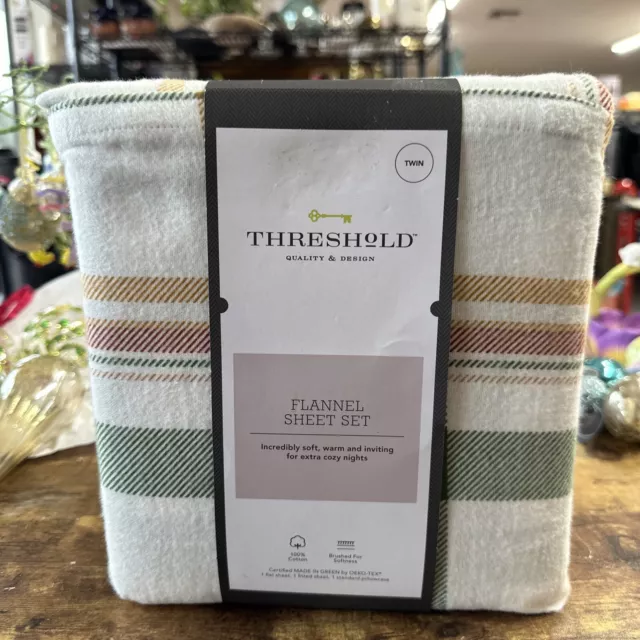 TWIN
THRESHOLD™
QUALITY & DESIGN
FLANNEL
SHEET SET
Incredibly soft, warm and inviting
for extra cozy nights
100%
Cotton
Brushed For
Softness
Certified MADE IN GREEN by OEKO-TEX®
1 flat sheet, 1 fitted sheet, 1 standard pillowcase